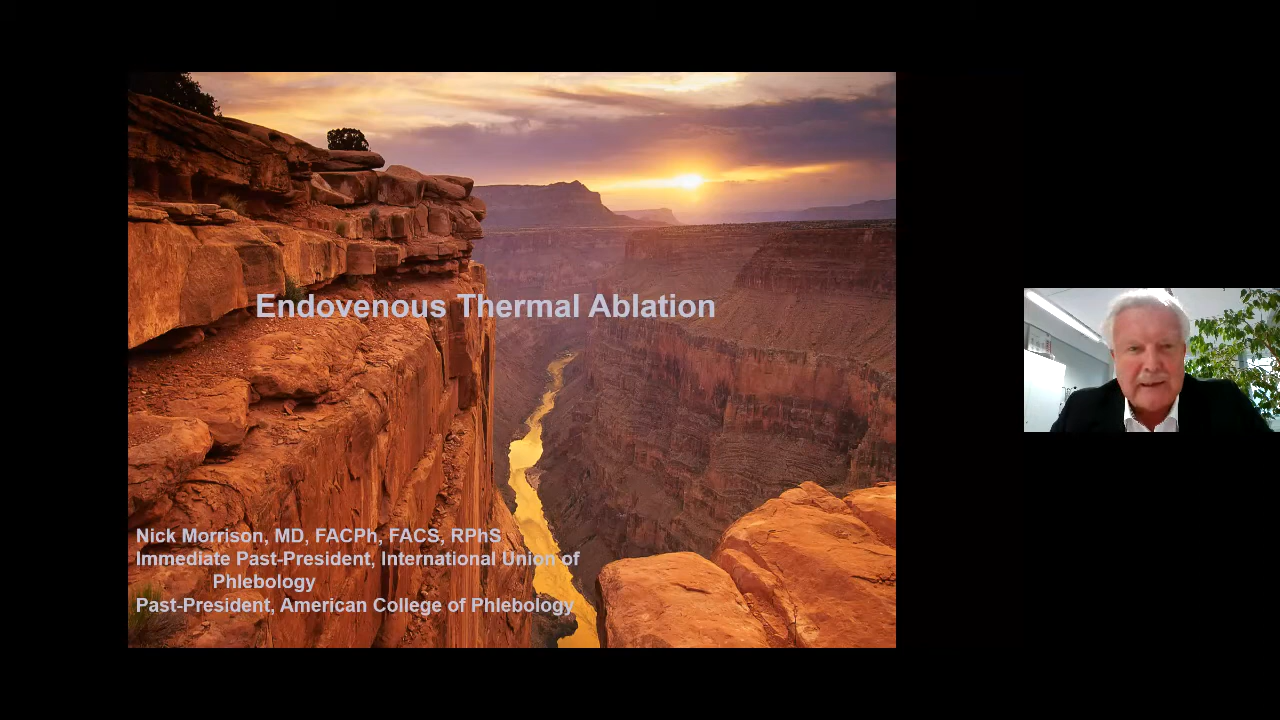 Endovenous Thermal Ablation
Nick Morrison, MD, FACPh, FACS, RPhS
Immediate Past-President, International Union of
Phlebology
Past-President, American College of Phlebology